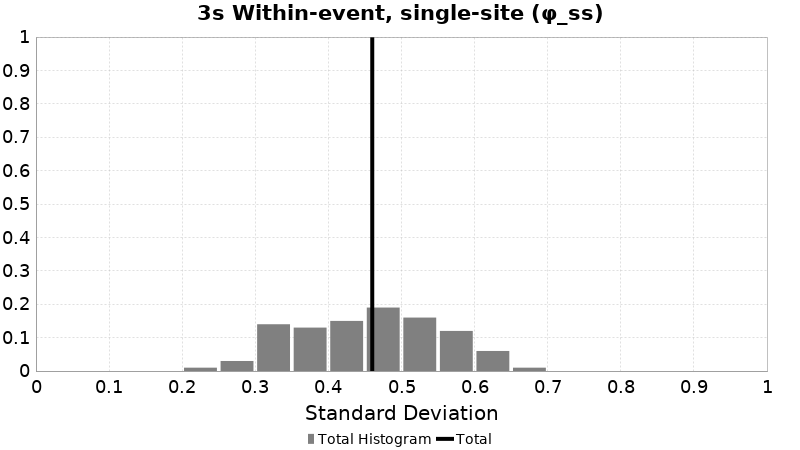 3s Within-event, single-site (φ_ss)
1
0.9
0.8
0.7
0.6
0.5
0.4
0.3
0.2
0.1
0
0 0.1 0.2 0.3 0.4 0.5 0.6 0.7 0.8 0.9 1
Standard Deviation
Total Histogram Total